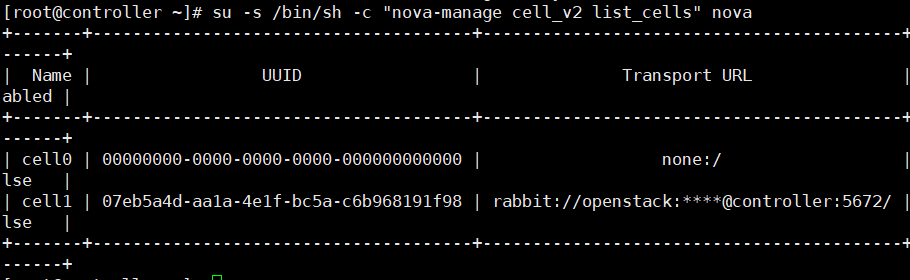 [root@controller ~]# su -s /bin/sh -c "nova-manage cell_v2 list_cells" nova
+-------+--------------------------------------+------------------------------------------+
------+
|  Name |                 UUID                 |              Transport URL               |
abled |
+-------+--------------------------------------+------------------------------------------+
------+
| cell0 | 00000000-0000-0000-0000-000000000000 |                  none:/                  |
lse   |
| cell1 | 07eb5a4d-aa1a-4e1f-bc5a-c6b968191f98 | rabbit://openstack:****@controller:5672/ |
lse   |
+-------+--------------------------------------+------------------------------------------+
------+